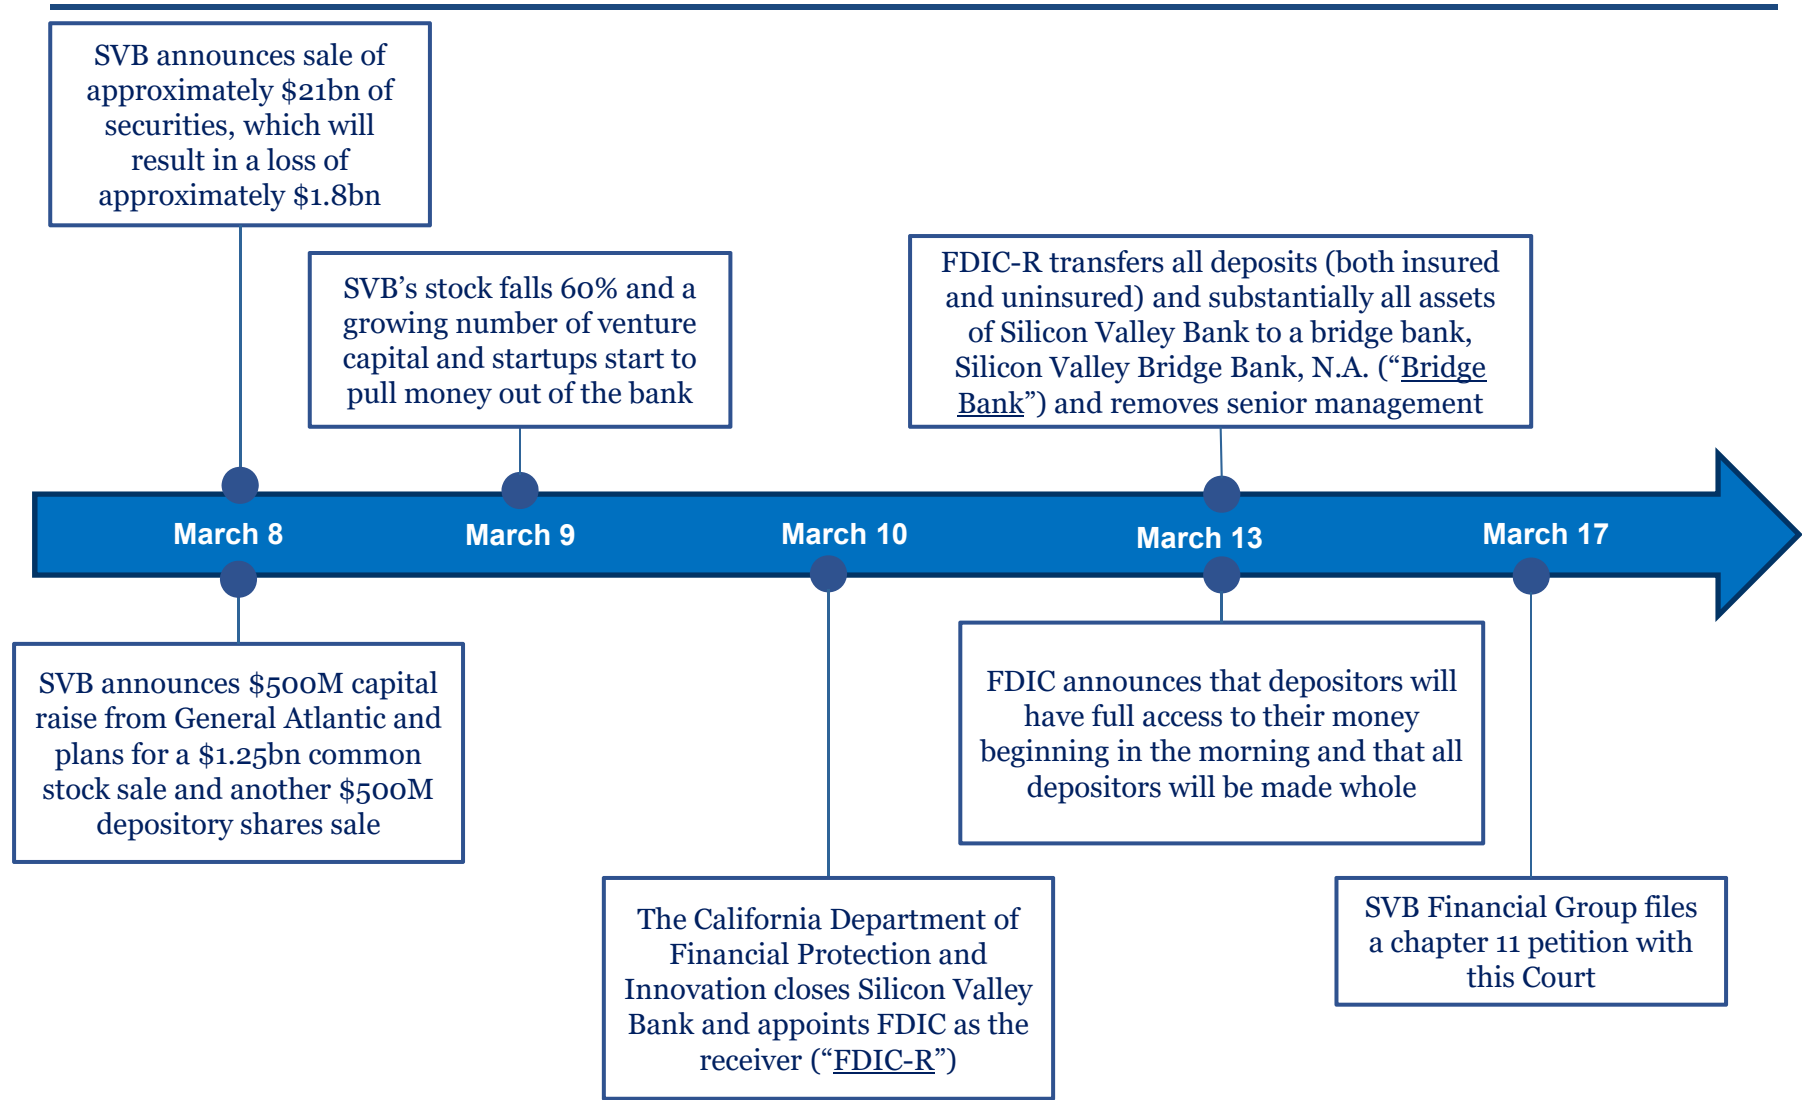 SVB announces sale of
approximately $21bn of
securities, which will
result in a loss of
approximately $1.8bn
SVB’s stock falls 60% and a
growing number of venture
capital and startups start to
pull money out of the bank
FDIC-R transfers all deposits (both insured
and uninsured) and substantially all assets
of Silicon Valley Bank to a bridge bank,
Silicon Valley Bridge Bank, N.A. (“Bridge
Bank”) and removes senior management
March 8
March 9
March 10
March 13
March 17
SVB announces $500M capital
raise from General Atlantic and
plans for a $1.25bn common
stock sale and another $500M
depository shares sale
The California Department of
Financial Protection and
Innovation closes Silicon Valley
Bank and appoints FDIC as the
receiver (“FDIC-R”)
FDIC announces that depositors will
have full access to their money
beginning in the morning and that all
depositors will be made whole
SVB Financial Group files
a chapter 11 petition with
this Court